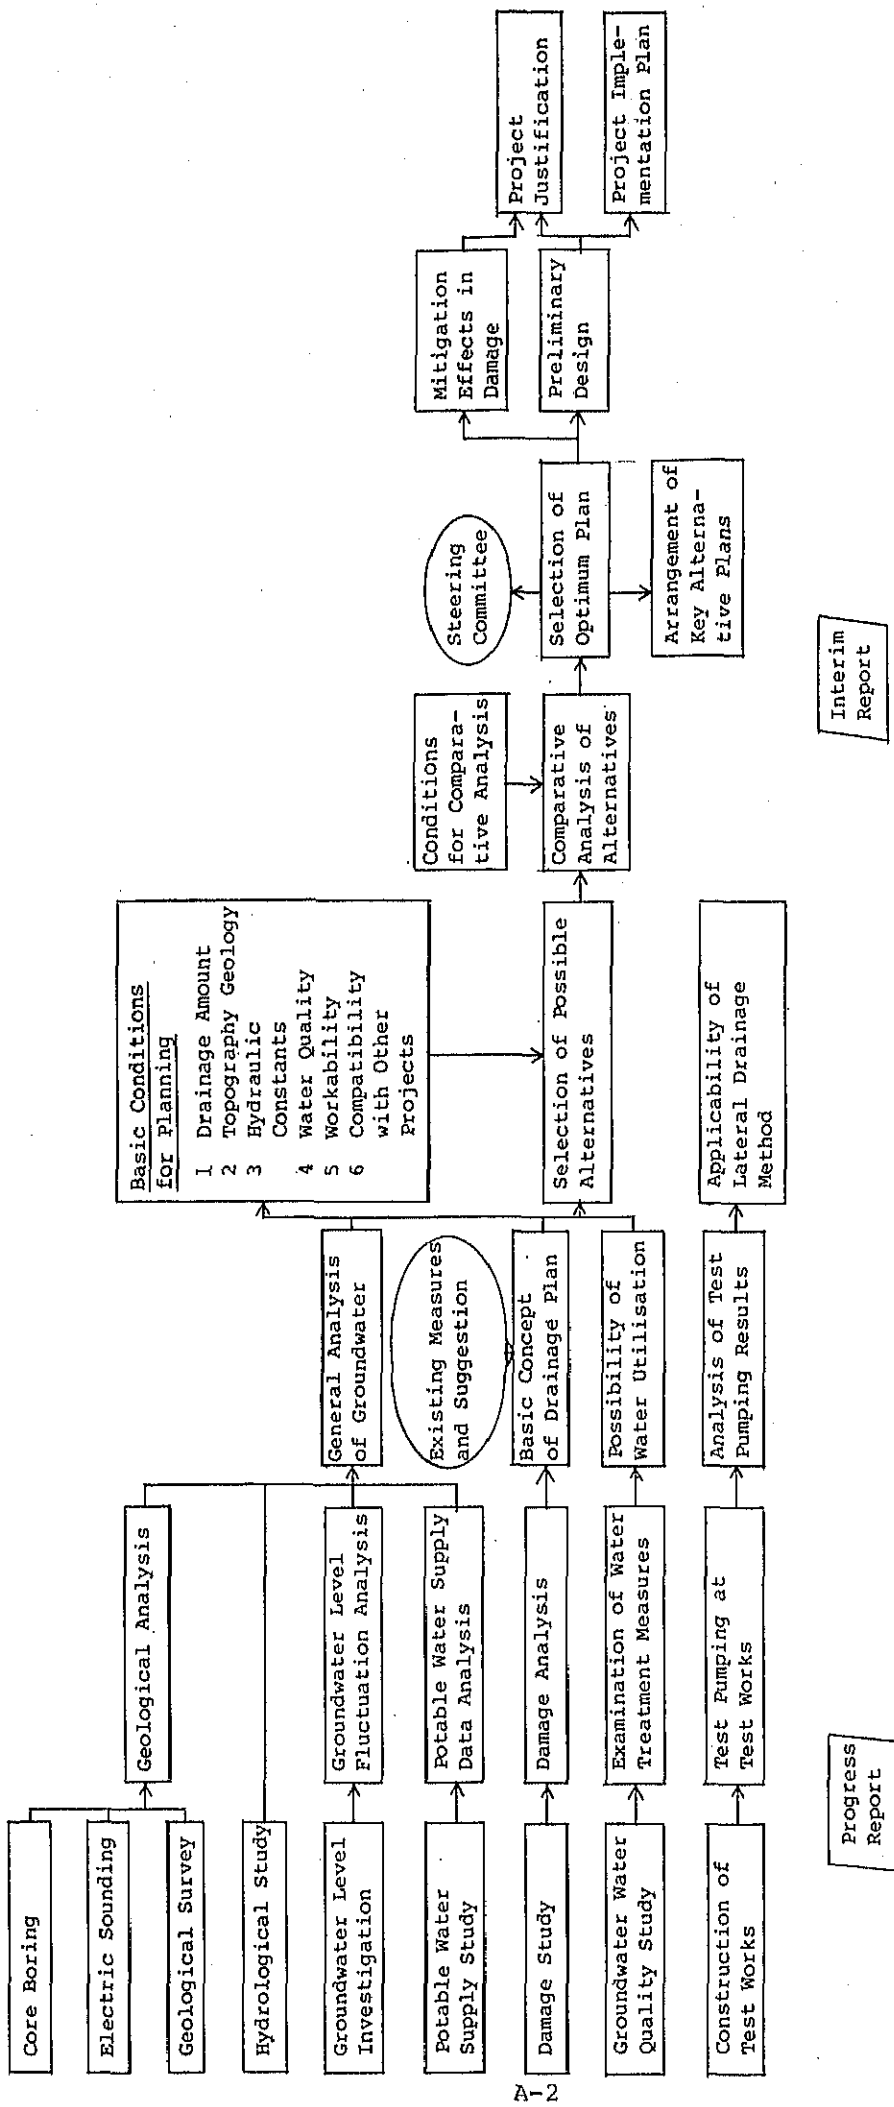 Core Boring
Electric Sounding
Geological Survey
Hydrological Study
Groundwater Level
Investigation
Potable Water
Supply Study
Damage Study
Groundwater Water
Quality Study
Construction of
Test Works
Progress
Report
Geological Analysis
Groundwater Level
Fluctuation Analysis
Potable Water Supply
Data Analysis
Damage Analysis
Examination of Water
Treatment Measures
Test Pumping at
Test Works
General Analysis
of Groundwater
Existing Measures
and Suggestion
Basic Concept
of Drainage Plan
Possibility of
Water Utilisation
Analysis of Test
Pumping Results
Basic Conditions
for Planning
1 Drainage Amount
2 Topography Geology
3 Hydraulic
Constants
4 Water Quality
5 Workability
6 Compatibility
with Other
Projects
Selection of Possible
Alternatives
Applicability of
Lateral Drainage
Method
Conditions
for Compara-
tive Analysis
Comparative
Analysis of
Alternatives
Interim
Report
Steering
Committee
Selection of
Optimum Plan
Arrangement of
Key Alterna-
tive Plans
Mitigation
Effects in
Damage
Preliminary
Design
Project
Justification
Project Imple-
mentation Plan
A-2